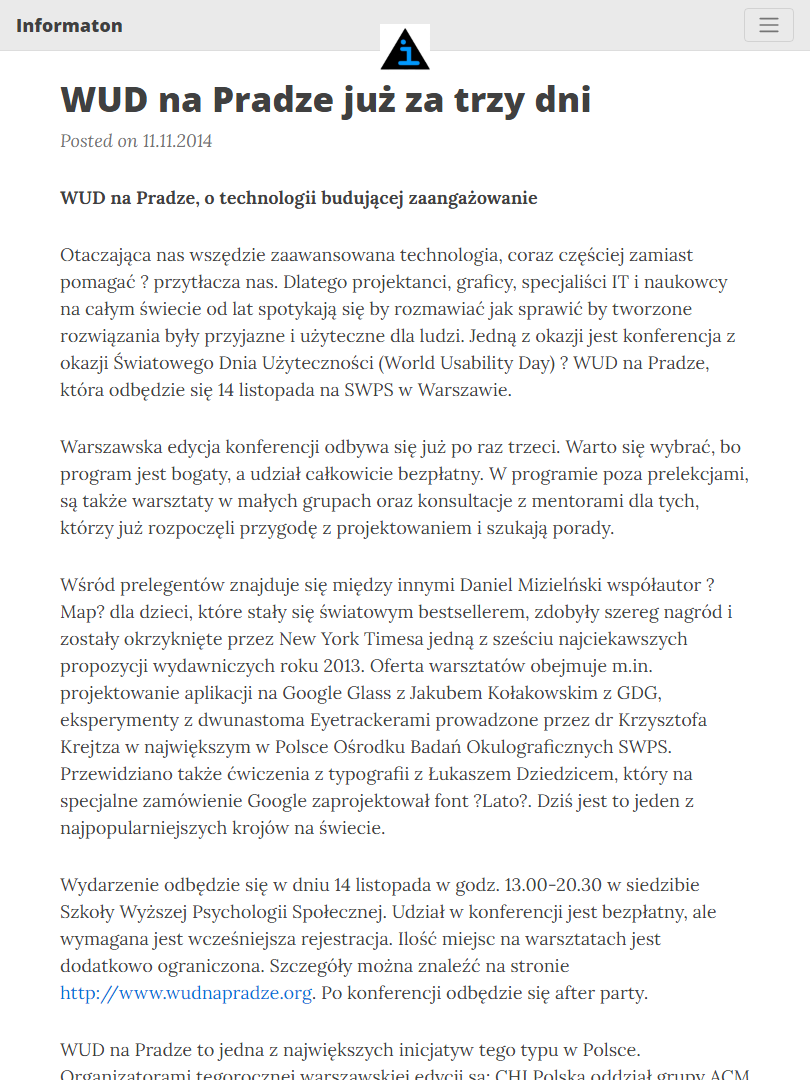 Informaton
i
WUD na Pradze już za trzy dni
Posted on 11.11.2014
WUD na Pradze, o technologii budującej zaangażowanie
Otaczająca nas wszędzie zaawansowana technologia, coraz częściej zamiast
pomagać ? przytłacza nas. Dlatego projektanci, graficy, specjaliści IT i naukowcy
na całym świecie od lat spotykają się by rozmawiać jak sprawić by tworzone
rozwiązania były przyjazne i użyteczne dla ludzi. Jedną z okazji jest konferencja z
okazji Światowego Dnia Użyteczności (World Usability Day) ? WUD na Pradze,
która odbędzie się 14 listopada na SWPS w Warszawie.
Warszawska edycja konferencji odbywa się już po raz trzeci. Warto się wybrać, bo
program jest bogaty, a udział całkowicie bezpłatny. W programie poza prelekcjami,
są także warsztaty w małych grupach oraz konsultacje z mentorami dla tych,
którzy już rozpoczęli przygodę z projektowaniem i szukają porady.
Wśród prelegentów znajduje się między innymi Daniel Mizielński współautor ?
Map? dla dzieci, które stały się światowym bestsellerem, zdobyły szereg nagród i
zostały okrzyknięte przez New York Timesa jedną z sześciu najciekawszych
propozycji wydawniczych roku 2013. Oferta warsztatów obejmuje m.in.
projektowanie aplikacji na Google Glass z Jakubem Kołakowskim z GDG,
eksperymenty z dwunastoma Eyetrackerami prowadzone przez dr Krzysztofa
Krejtza w największym w Polsce Ośrodku Badań Okulograficznych SWPS.
Przewidziano także ćwiczenia z typografii z Łukaszem Dziedzicem, który na
specjalne zamówienie Google zaprojektował font ?Lato?. Dziś jest to jeden z
najpopularniejszych krojów na świecie.
Wydarzenie odbędzie się w dniu 14 listopada w godz. 13.00-20.30 w siedzibie
Szkoły Wyższej Psychologii Społecznej. Udział w konferencji jest bezpłatny, ale
wymagana jest wcześniejsza rejestracja. Ilość miejsc na warsztatach jest
dodatkowo ograniczona. Szczegóły można znaleźć na stronie
http://www.wudnapradze.org. Po konferencji odbędzie się after party.
WUD na Pradze to jedna z największych inicjatyw tego typu w Polsce.
Organizatorami tegorocznej warszawskiej edycji są: CHI Polska oddział grupy ACM